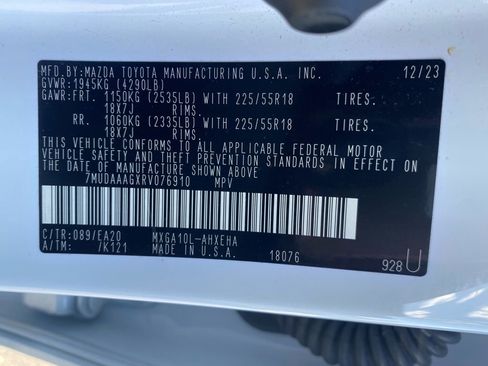 MFD.BY:MAZDA TOYOTA MANUFACTURING U.S.A. INC. 12/23
GVWR:1945KG (4290LB)
GAWR:FRT. 1150KG (2535LB) WITH 225/55R18 TIRES.
18X7J RIMS.
RR. 1060KG (2335LB) WITH 225/55R18 TIRES.
18X7J RIMS.
THIS VEHICLE CONFORMS TO ALL APPLICABLE FEDERAL MOTOR
VEHICLE SAFETY AND THEFT PREVENTION STANDARDS IN EFFECT
ON THE DATE OF MANUFACTURE SHOWN ABOVE.
7MUDAAAGXRV076910 MPV
C/TR:089/EA20 MXGA10L-AHXEHA
A/TM: /K121 MADE IN U.S.A. 18076
928 U